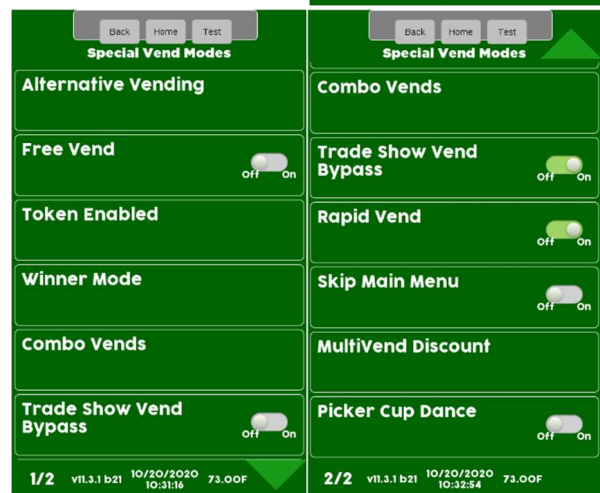 Back Home Test
Special Vend Modes
Alternative Vending
Free Vend
Off On
Token Enabled
Winner Mode
Combo Vends
Trade Show Vend
Bypass
Off On
1/2 v11.3.1 b21 10/20/2020 73.00F
10:31:16
Back Home Test
Special Vend Modes
Combo Vends
Trade Show Vend
Bypass
Off On
Rapid Vend
Off On
Skip Main Menu
Off On
MultiVend Discount
Picker Cup Dance
Off On
2/2 v11.3.1 b21 10/20/2020 73.00F
10:32:54